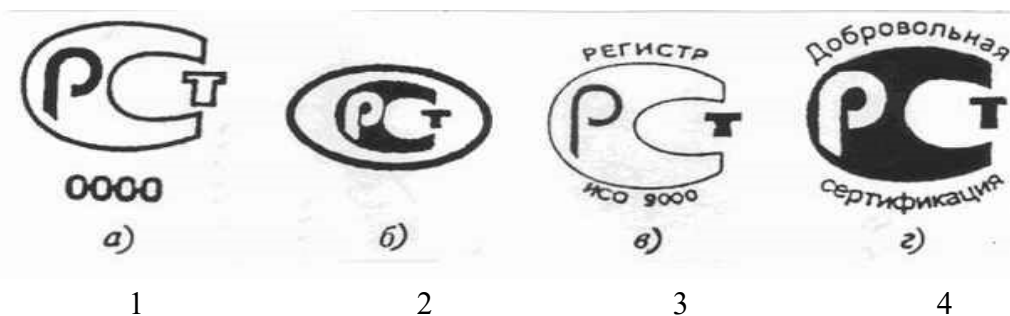 РСТ
0000
а)
РСТ
б)
РЕГИСТР
РСТ
ИСО 9000
в)
Добровольная
РСТ
сертификация
г)
1 2 3 4